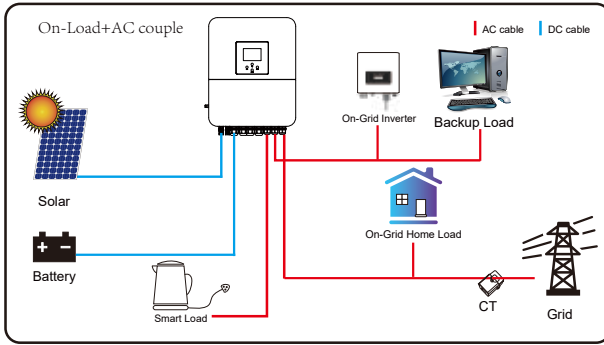 On-Load+AC couple
AC cable
DC cable
On-Grid Inverter
Backup Load
Solar
On-Grid Home Load
Battery
Smart Load
CT
Grid